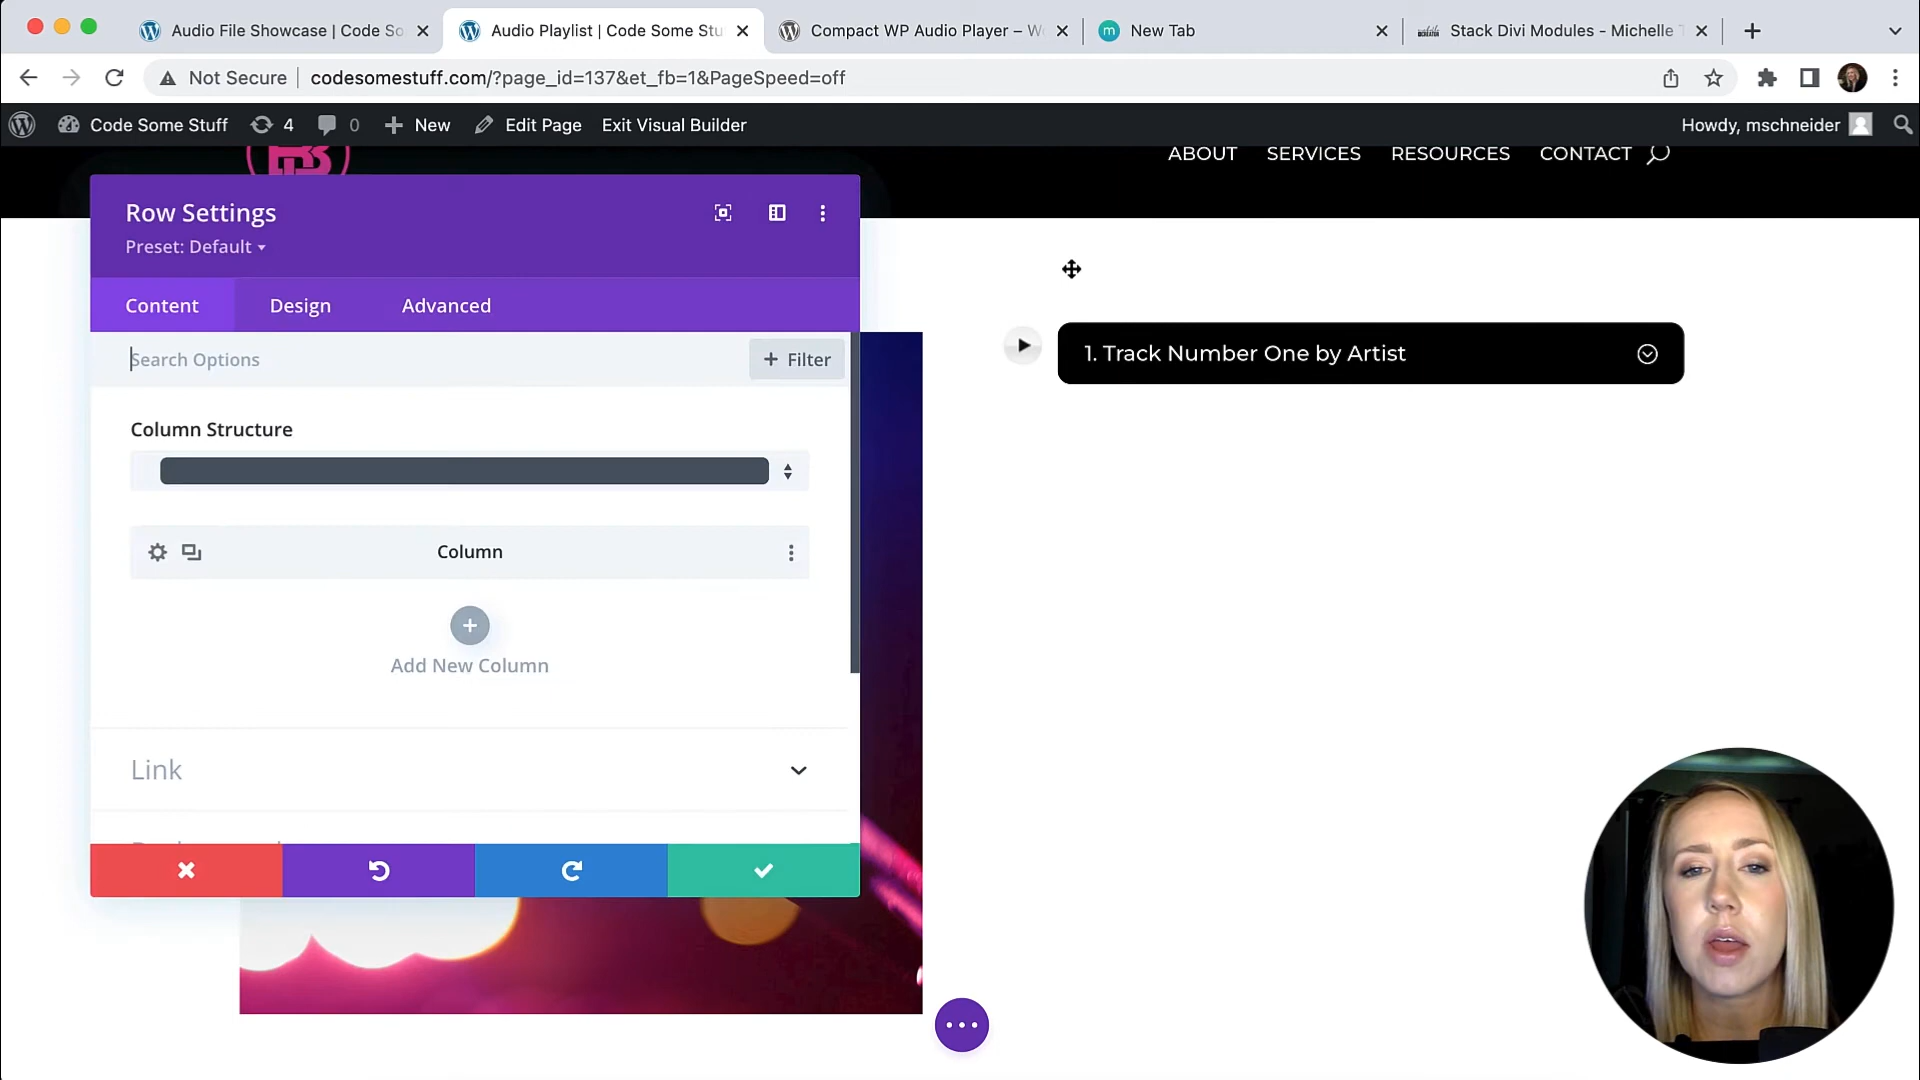 Audio File Showcase | Code So
Audio Playlist | Code Some Stu
Compact WP Audio Player – Wo
New Tab
Stack Divi Modules - Michelle T
Not Secure
codesomestuff.com/?page_id=137&et_fb=1&PageSpeed=off
Code Some Stuff
4
0
New
Edit Page
Exit Visual Builder
Howdy, mschneider
ABOUT
SERVICES
RESOURCES
CONTACT
Row Settings
Preset: Default
Content
Design
Advanced
Search Options
+ Filter
Column Structure
Column
Add New Column
Link
1. Track Number One by Artist